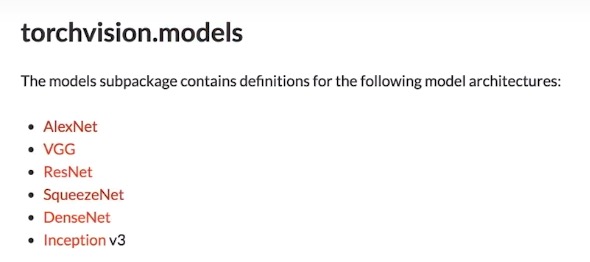 torchvision.models
The models subpackage contains definitions for the following model architectures:
• AlexNet
• VGG
• ResNet
• SqueezeNet
• DenseNet
• Inception v3